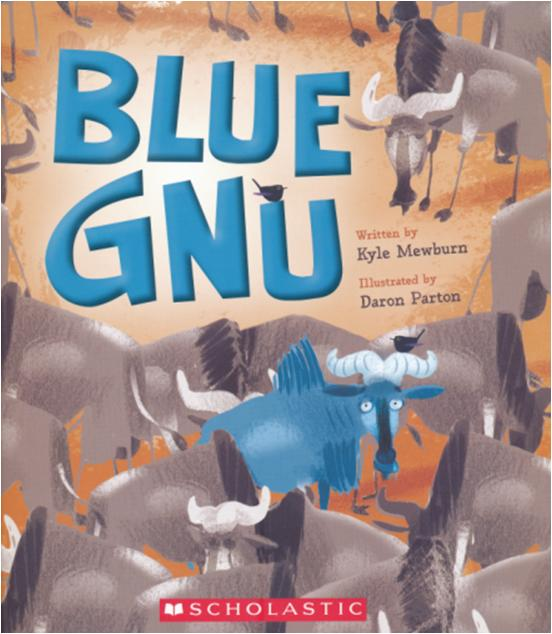 BLUE
GNU
Written by
Kyle Mewburn
Illustrated by
Daron Parton
SCHOLASTIC